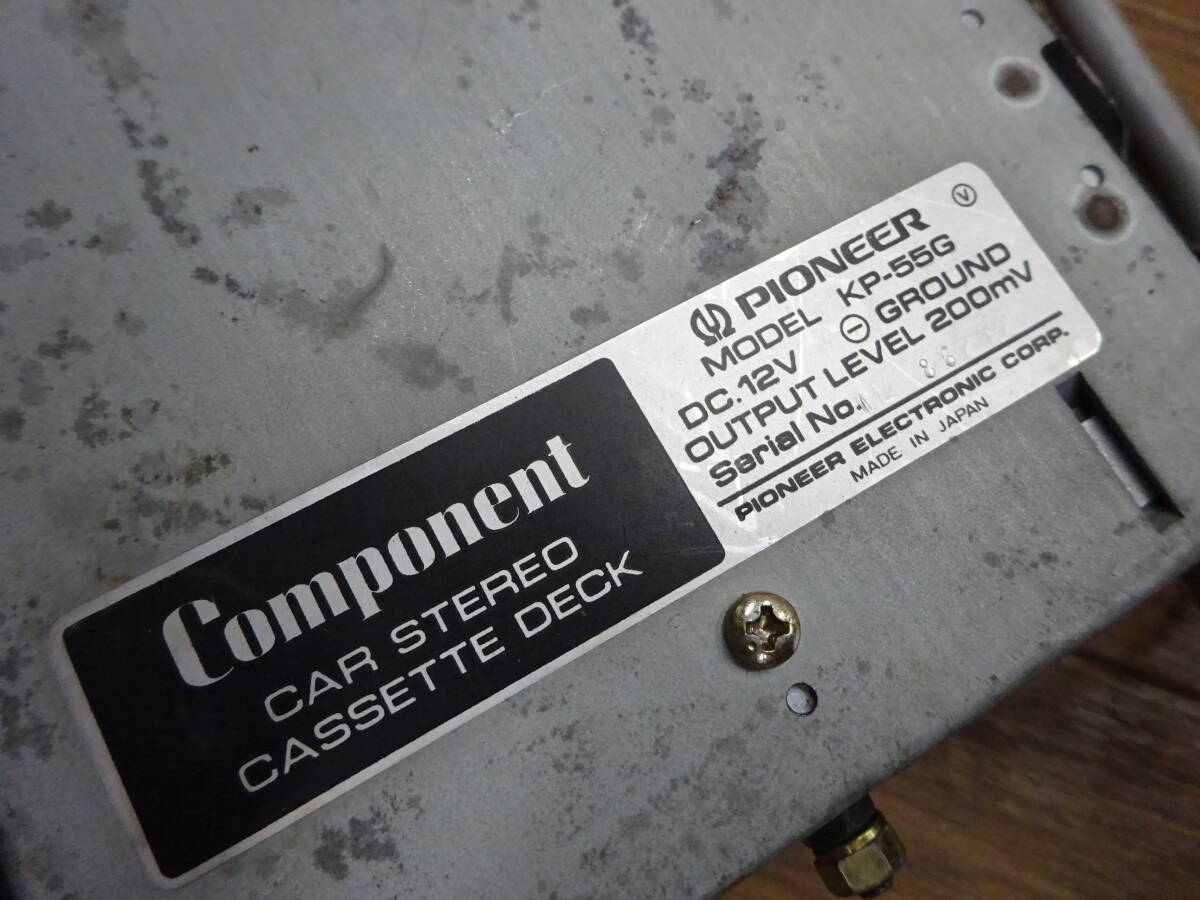 Component
CAR STEREO
CASSETTE DECK
PIONEER
MODEL KP-55G
DC.12V ⊖ GROUND
OUTPUT LEVEL 200mV
Serial No.
PIONEER ELECTRONIC CORP.
MADE IN JAPAN
Ⓥ